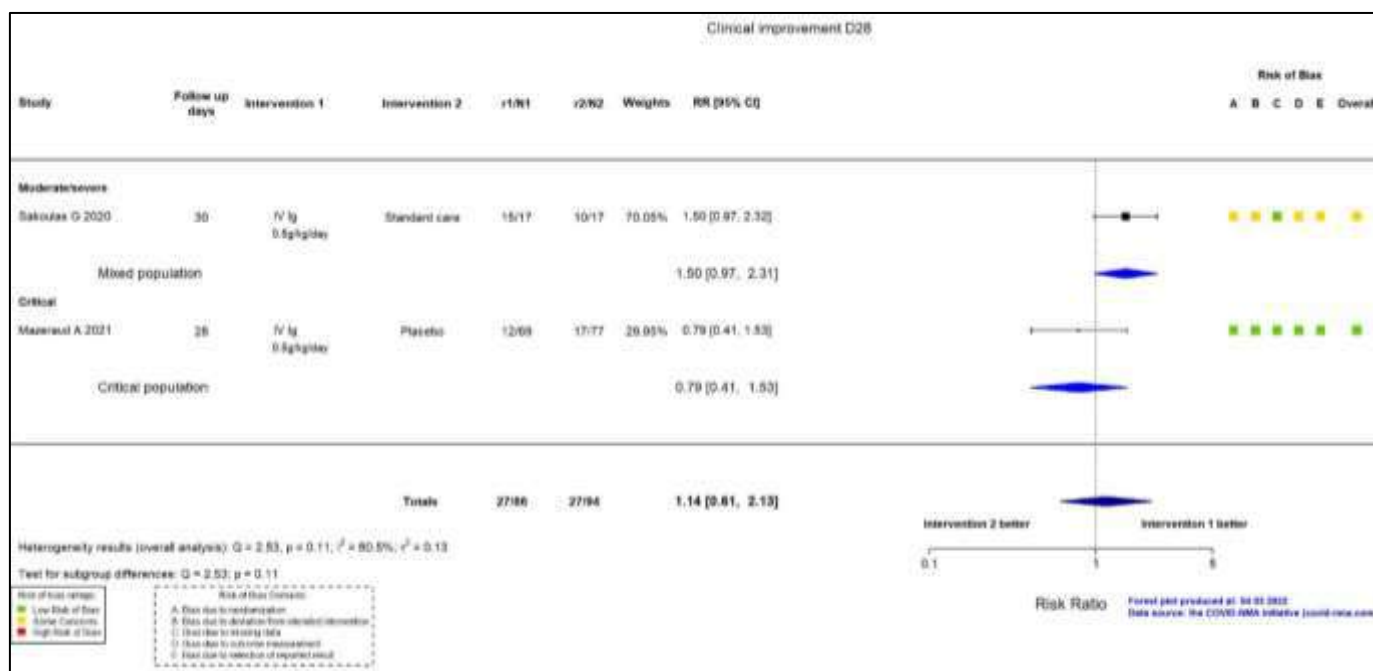 Clinical improvement D28
Risk of Bias
Study Follow up days Intervention 1 Intervention 2 r1/N1 r2/N2 Weights RR [95% CI] A B C D E Overall
Moderate/severe
Sakoulas G 2020 30 IV Ig 0.5g/kg/day Standard care 15/17 10/17 70.05% 1.50 [0.97, 2.32]
Mixed population 1.50 [0.97, 2.31]
Critical
Mazeraud A 2021 28 IV Ig 0.5g/kg/day Placebo 12/69 17/77 29.95% 0.79 [0.41, 1.53]
Critical population 0.79 [0.41, 1.53]
Totals 27/86 27/94 1.14 [0.61, 2.13]
Intervention 2 better Intervention 1 better
Heterogeneity results (overall analysis): Q = 2.53, p = 0.11; I² = 60.5%; τ² = 0.13
0.1 1 5
Test for subgroup differences: Q = 2.53; p = 0.11
Risk Ratio
Risk of bias ratings:
Low Risk of Bias
Some Concerns
High Risk of Bias
Risk of Bias Domains:
A: Bias due to randomization
B: Bias due to deviation from intended intervention
C: Bias due to missing data
D: Bias due to outcome measurement
E: Bias due to selection of reported result
Forest plot produced at:
Data source: the COVID-NMA initiative (covid-nma.com